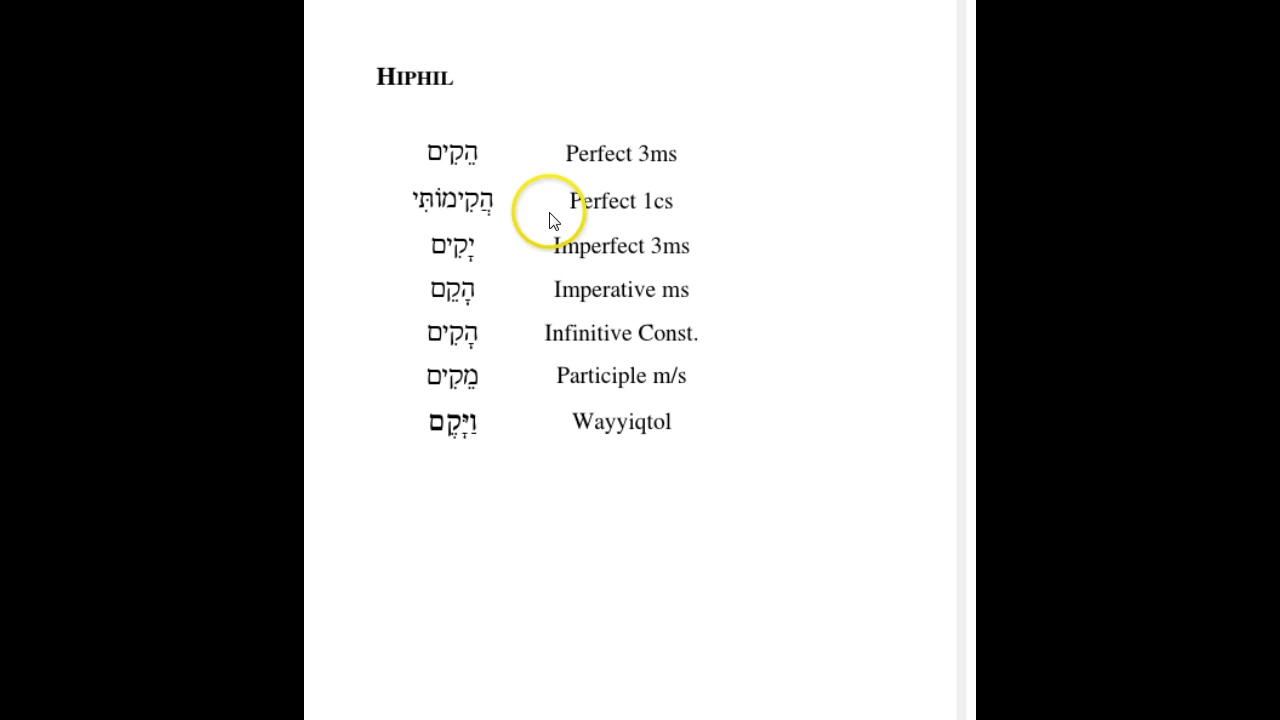 HIPHIL
הֵקִים Perfect 3ms
הֲקִימוֹתִּי Perfect 1cs
יָקִים Imperfect 3ms
הָקֵם Imperative ms
הָקִים Infinitive Const.
מֵקִים Participle m/s
וַיָּקֶם Wayyiqtol